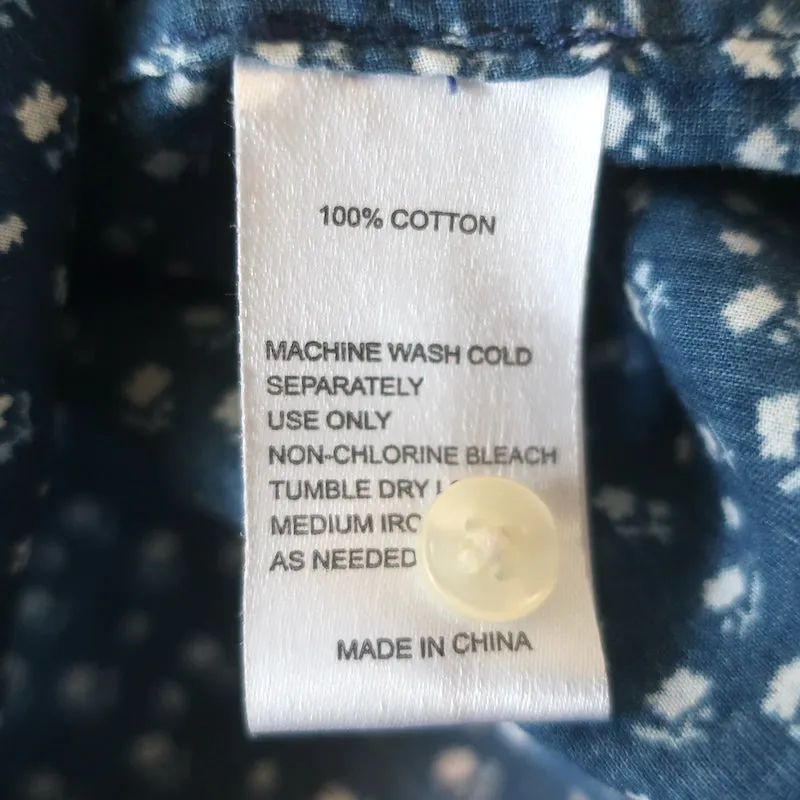 100% COTTON
MACHINE WASH COLD
SEPARATELY
USE ONLY
NON-CHLORINE BLEACH
TUMBLE DRY
MEDIUM
AS NEEDED
MADE IN CHINA